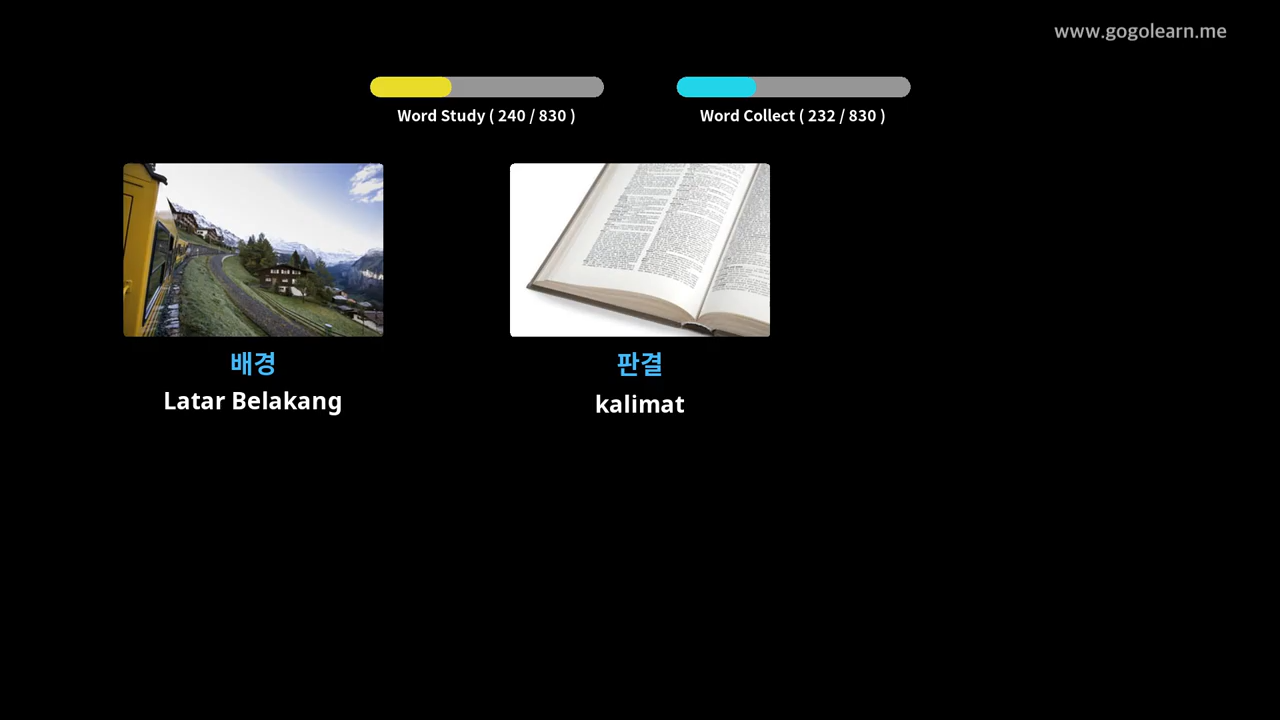 www.gogolearn.me
Word Study ( 240 / 830 )
Word Collect ( 232 / 830 )
배경
Latar Belakang
판결
kalimat